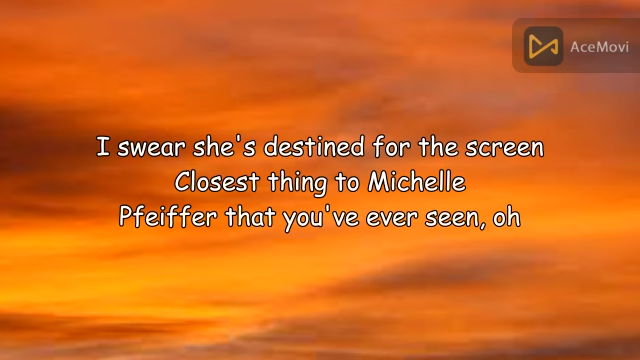 AceMovi
I swear she's destined for the screen
Closest thing to Michelle
Pfeiffer that you've ever seen, oh